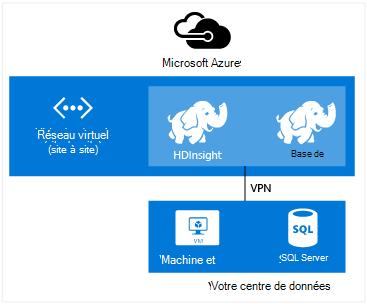 Microsoft Azure
Réseau virtuel
(site à site)
HDInsight
Base de
VPN
VM
SQL
Machine et
SQL Server
Votre centre de données